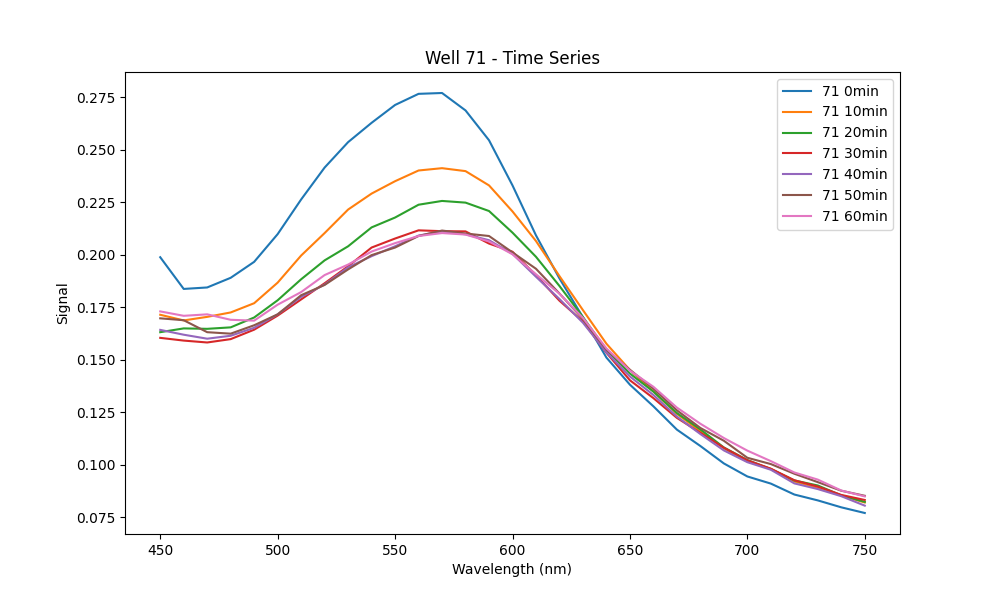 Well 71 - Time Series
Signal
0.275
0.250
0.225
0.200
0.175
0.150
0.125
0.100
0.075
71 0min
71 10min
71 20min
71 30min
71 40min
71 50min
71 60min
450 500 550 600 650 700 750
Wavelength (nm)